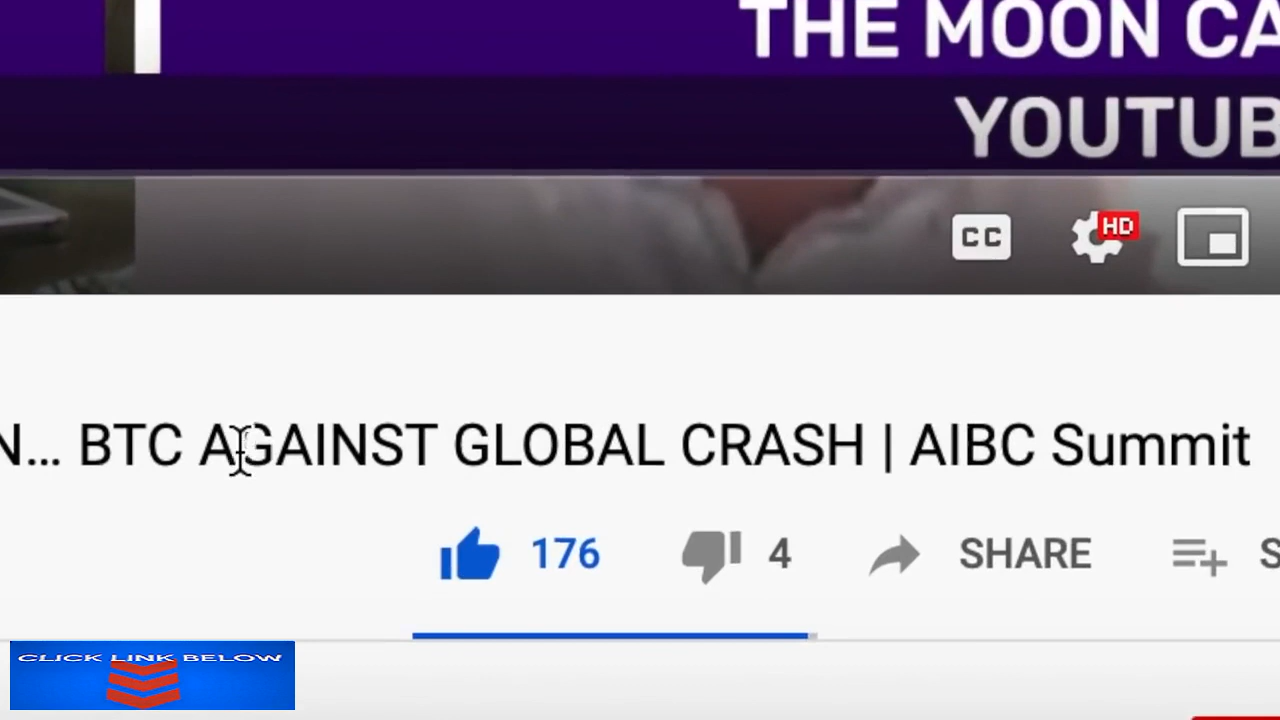 THE MOON CA
YOUTUB
CC
HD
N... BTC AGAINST GLOBAL CRASH | AIBC Summit
176
4
SHARE
S
CLICK LINK BELOW